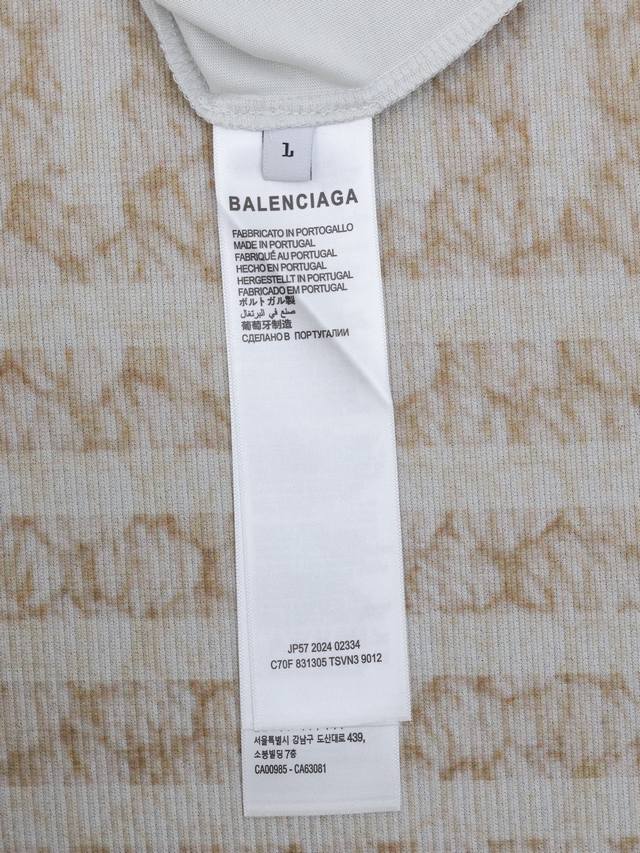 L
BALENCIAGA
FABBRICATO IN PORTOGALLO
MADE IN PORTUGAL
FABRIQUÉ AU PORTUGAL
HECHO EN PORTUGAL
HERGESTELLT IN PORTUGAL
FABRICADO EM PORTUGAL
ポルトガル製
صنع في البرتغال
葡萄牙制造
СДЕЛАНО В ПОРТУГАЛИИ
JP57 2024 02334
C70F 831305 TSVN3 9012
서울특별시 강남구 도산대로 439,
소봉빌딩 7층
CA00985 - CA63081